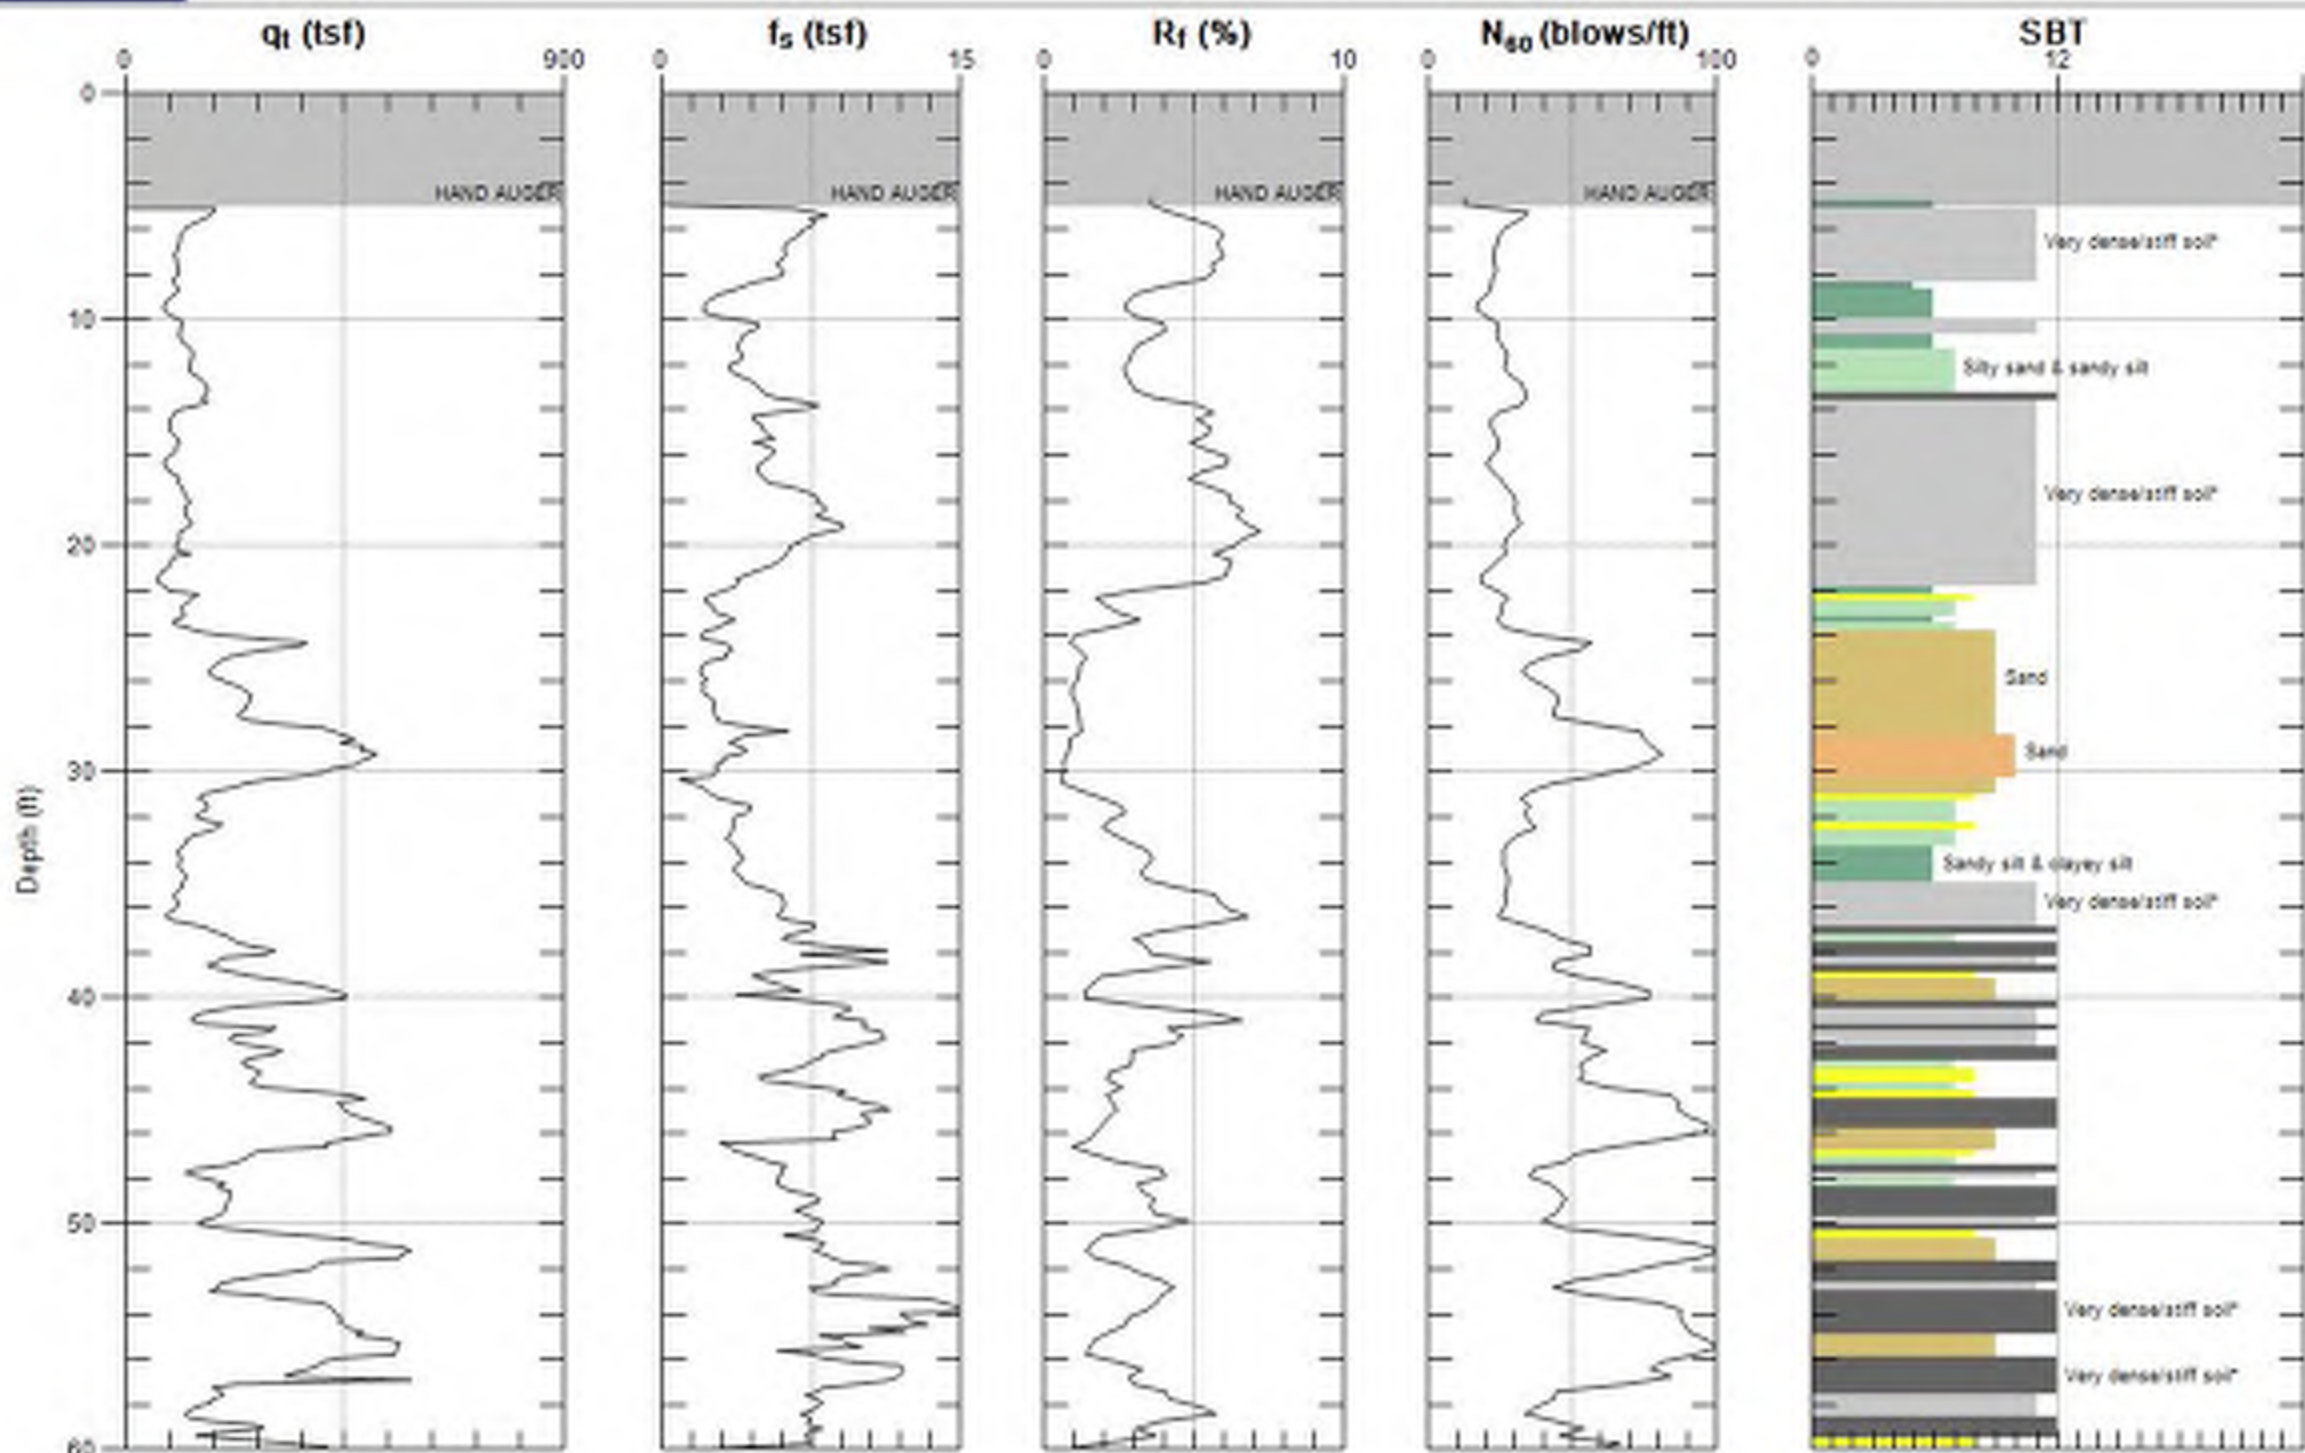 qt (tsf) fs (tsf) Rf (%) N60 (blows/ft) SBT
0 900 0 15 0 10 0 100 0 12
0
HAND AUGER HAND AUGER HAND AUGER HAND AUGER
Very dense/stiff soil*
10
Silty sand & sandy silt
Very dense/stiff soil*
20
Sand
Sand
30
Depth (ft)
Sandy silt & clayey silt
Very dense/stiff soil*
40
50
Very dense/stiff soil*
Very dense/stiff soil*
60